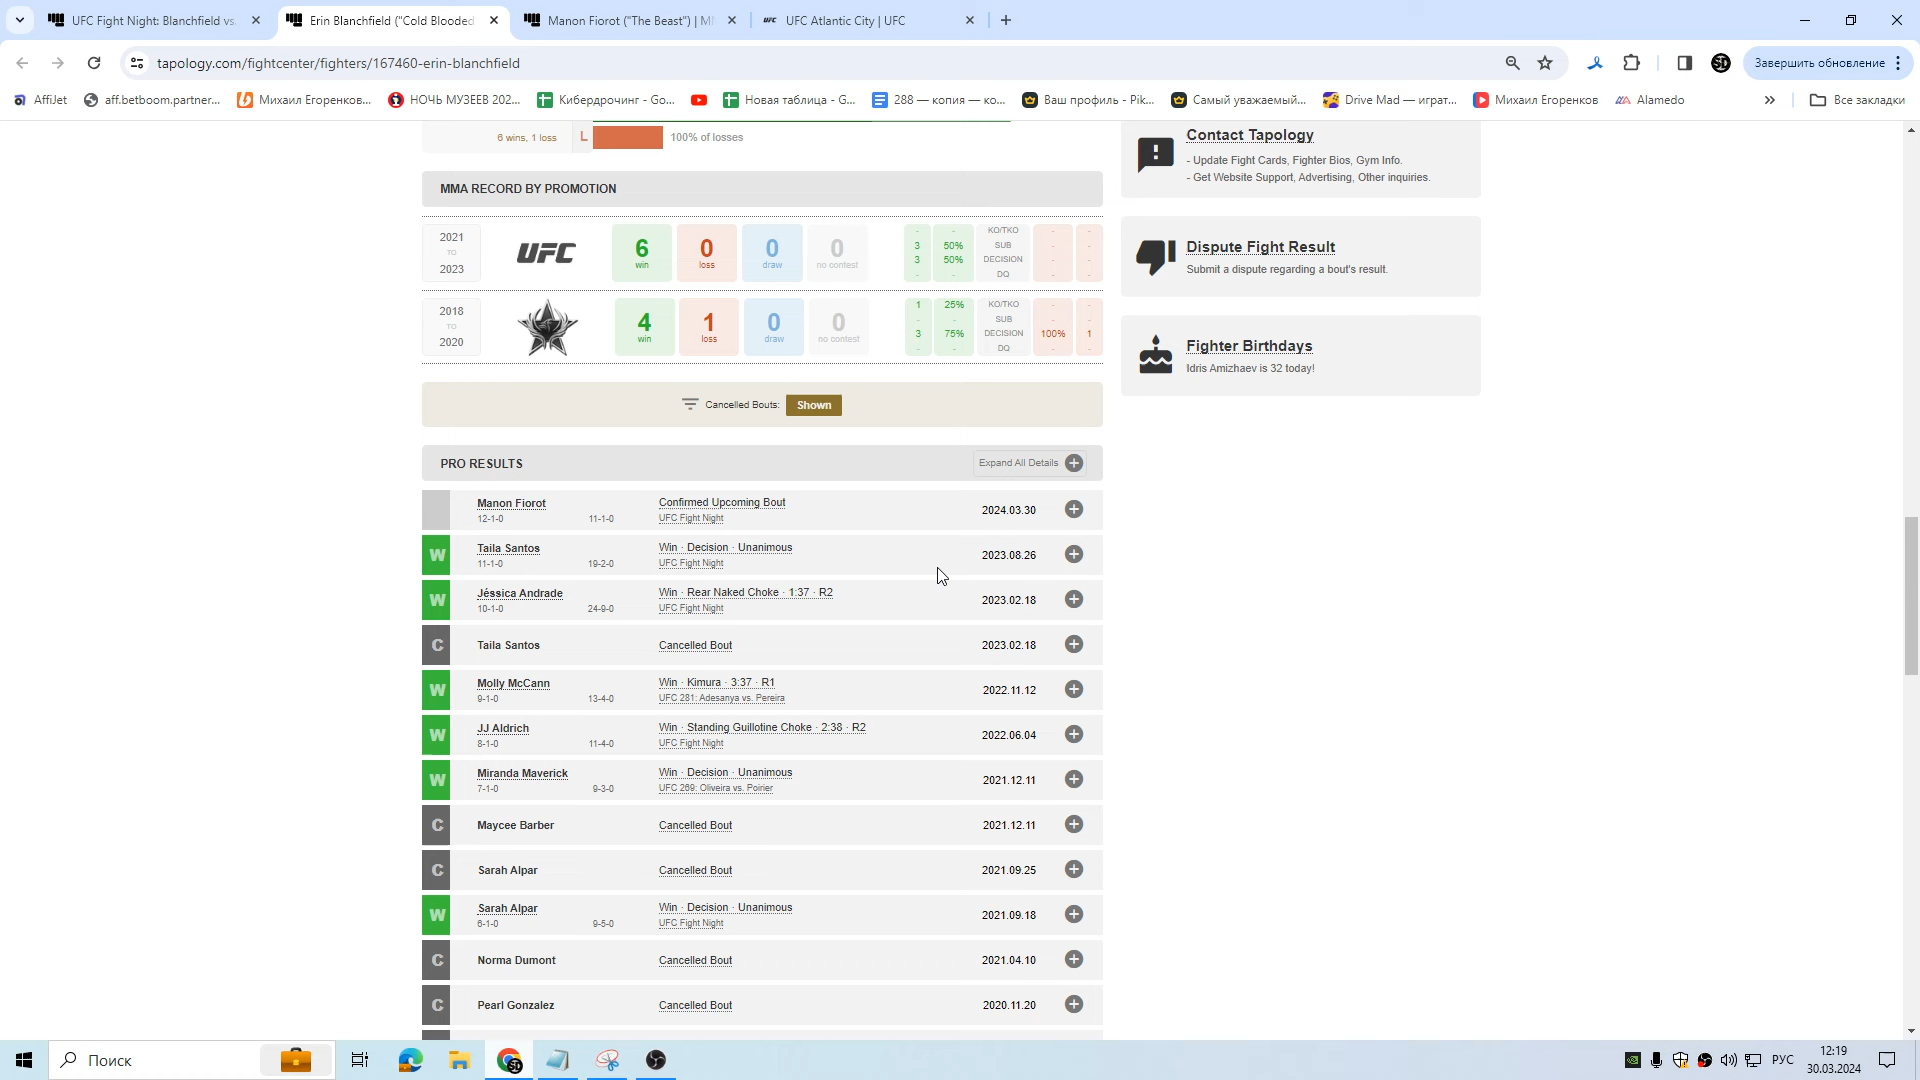 UFC Fight Night: Blanchfield vs.
Erin Blanchfield ("Cold Blooded
Manon Fiorot ("The Beast") | M
UFC Atlantic City | UFC
tapology.com/fightcenter/fighters/167460-erin-blanchfield
Завершить обновление
AffiJet
aff.betboom.partner...
Михаил Егоренков...
НОЧЬ МУЗЕЕВ 202...
Кибердрочинг - Go...
Новая таблица - G...
288 — копия — ко...
Ваш профиль - Pik...
Самый уважаемый...
Drive Mad — играт...
Михаил Егоренков
Alamedo
Все закладки
6 wins, 1 loss L 100% of losses
MMA RECORD BY PROMOTION
2021 TO 2023
UFC
6 win
0 loss
0 draw
0 no contest
- - KO/TKO - -
3 50% SUB - -
3 50% DECISION - -
- - DQ - -
2018 TO 2020
4 win
1 loss
0 draw
0 no contest
1 25% KO/TKO - -
- - SUB - -
3 75% DECISION 100% 1
- - DQ - -
Cancelled Bouts: Shown
PRO RESULTS Expand All Details
Manon Fiorot Confirmed Upcoming Bout 2024.03.30
12-1-0 11-1-0 UFC Fight Night
W Taila Santos Win · Decision · Unanimous 2023.08.26
11-1-0 19-2-0 UFC Fight Night
W Jéssica Andrade Win · Rear Naked Choke · 1:37 · R2 2023.02.18
10-1-0 24-9-0 UFC Fight Night
C Taila Santos Cancelled Bout 2023.02.18
W Molly McCann Win · Kimura · 3:37 · R1 2022.11.12
9-1-0 13-4-0 UFC 281: Adesanya vs. Pereira
W JJ Aldrich Win · Standing Guillotine Choke · 2:38 · R2 2022.06.04
8-1-0 11-4-0 UFC Fight Night
W Miranda Maverick Win · Decision · Unanimous 2021.12.11
7-1-0 9-3-0 UFC 269: Oliveira vs. Poirier
C Maycee Barber Cancelled Bout 2021.12.11
C Sarah Alpar Cancelled Bout 2021.09.25
W Sarah Alpar Win · Decision · Unanimous 2021.09.18
6-1-0 9-5-0 UFC Fight Night
C Norma Dumont Cancelled Bout 2021.04.10
C Pearl Gonzalez Cancelled Bout 2020.11.20
Contact Tapology
- Update Fight Cards, Fighter Bios, Gym Info.
- Get Website Support, Advertising, Other inquiries.
Dispute Fight Result
Submit a dispute regarding a bout's result.
Fighter Birthdays
Idris Amizhaev is 32 today!
Поиск
РУС
12:19
30.03.2024